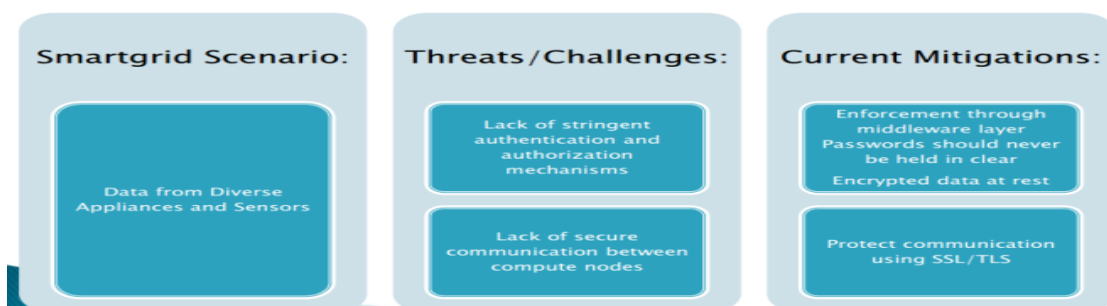 Smartgrid Scenario:
Data from Diverse
Appliances and Sensors
Threats/Challenges:
Lack of stringent
authentication and
authorization
mechanisms
Lack of secure
communication between
compute nodes
Current Mitigations:
Enforcement through
middleware layer
Passwords should never
be held in clear
Encrypted data at rest
Protect communication
using SSL/TLS